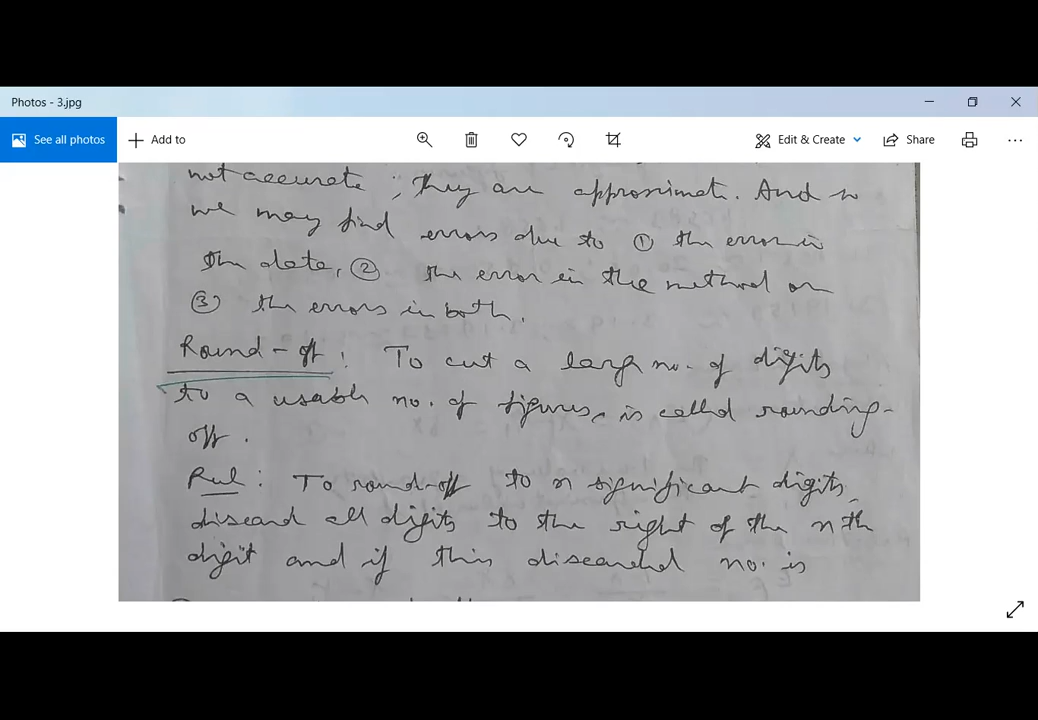 Photos - 3.jpg
See all photos
Add to
Edit & Create
Share
not accurate; They are approximate. And so
we may find errors due to ① the error in
the data, ② the error in the method or
③ the errors in both.
Round-off : To cut a large no. of digits
to a usable no. of figures, is called rounding-
off.
Rule : To round-off to n significant digits,
discard all digits to the right of the nth
digit and if this discarded no. is